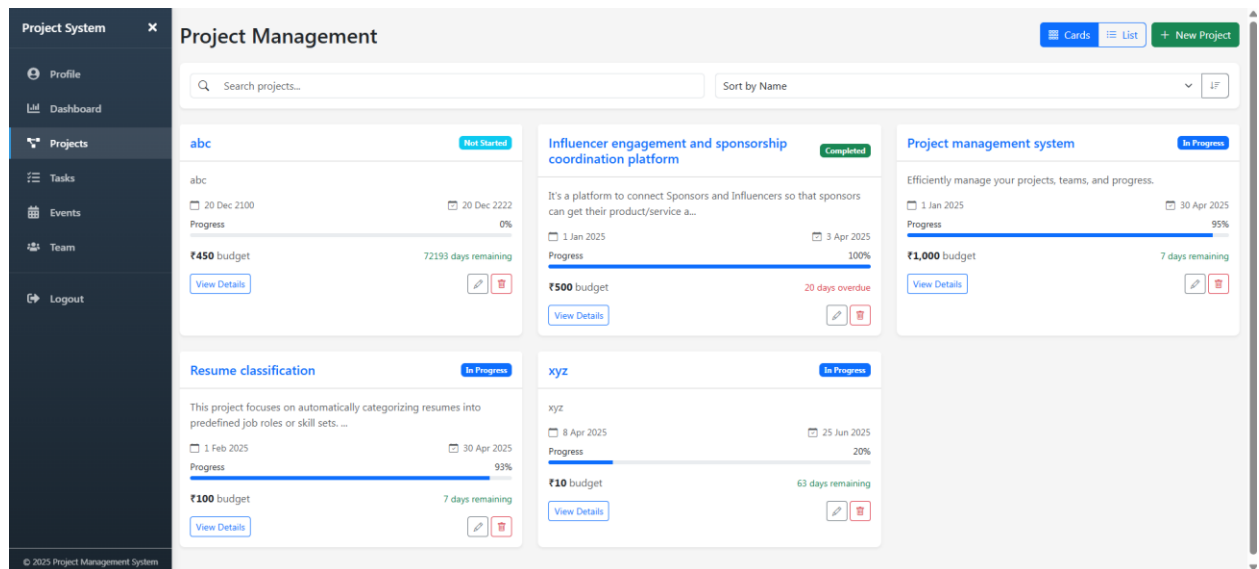 Project System ×
Profile
Dashboard
Projects
Tasks
Events
Team
Logout
© 2025 Project Management System
Project Management
Cards List + New Project
Search projects... Sort by Name
abc Not Started
abc
20 Dec 2100 20 Dec 2222
Progress 0%
₹450 budget 72193 days remaining
View Details
Influencer engagement and sponsorship
coordination platform Completed
It's a platform to connect Sponsors and Influencers so that sponsors
can get their product/service a...
1 Jan 2025 3 Apr 2025
Progress 100%
₹500 budget 20 days overdue
View Details
Project management system In Progress
Efficiently manage your projects, teams, and progress.
1 Jan 2025 30 Apr 2025
Progress 95%
₹1,000 budget 7 days remaining
View Details
Resume classification In Progress
This project focuses on automatically categorizing resumes into
predefined job roles or skill sets. ...
1 Feb 2025 30 Apr 2025
Progress 93%
₹100 budget 7 days remaining
View Details
xyz In Progress
xyz
8 Apr 2025 25 Jun 2025
Progress 20%
₹10 budget 63 days remaining
View Details